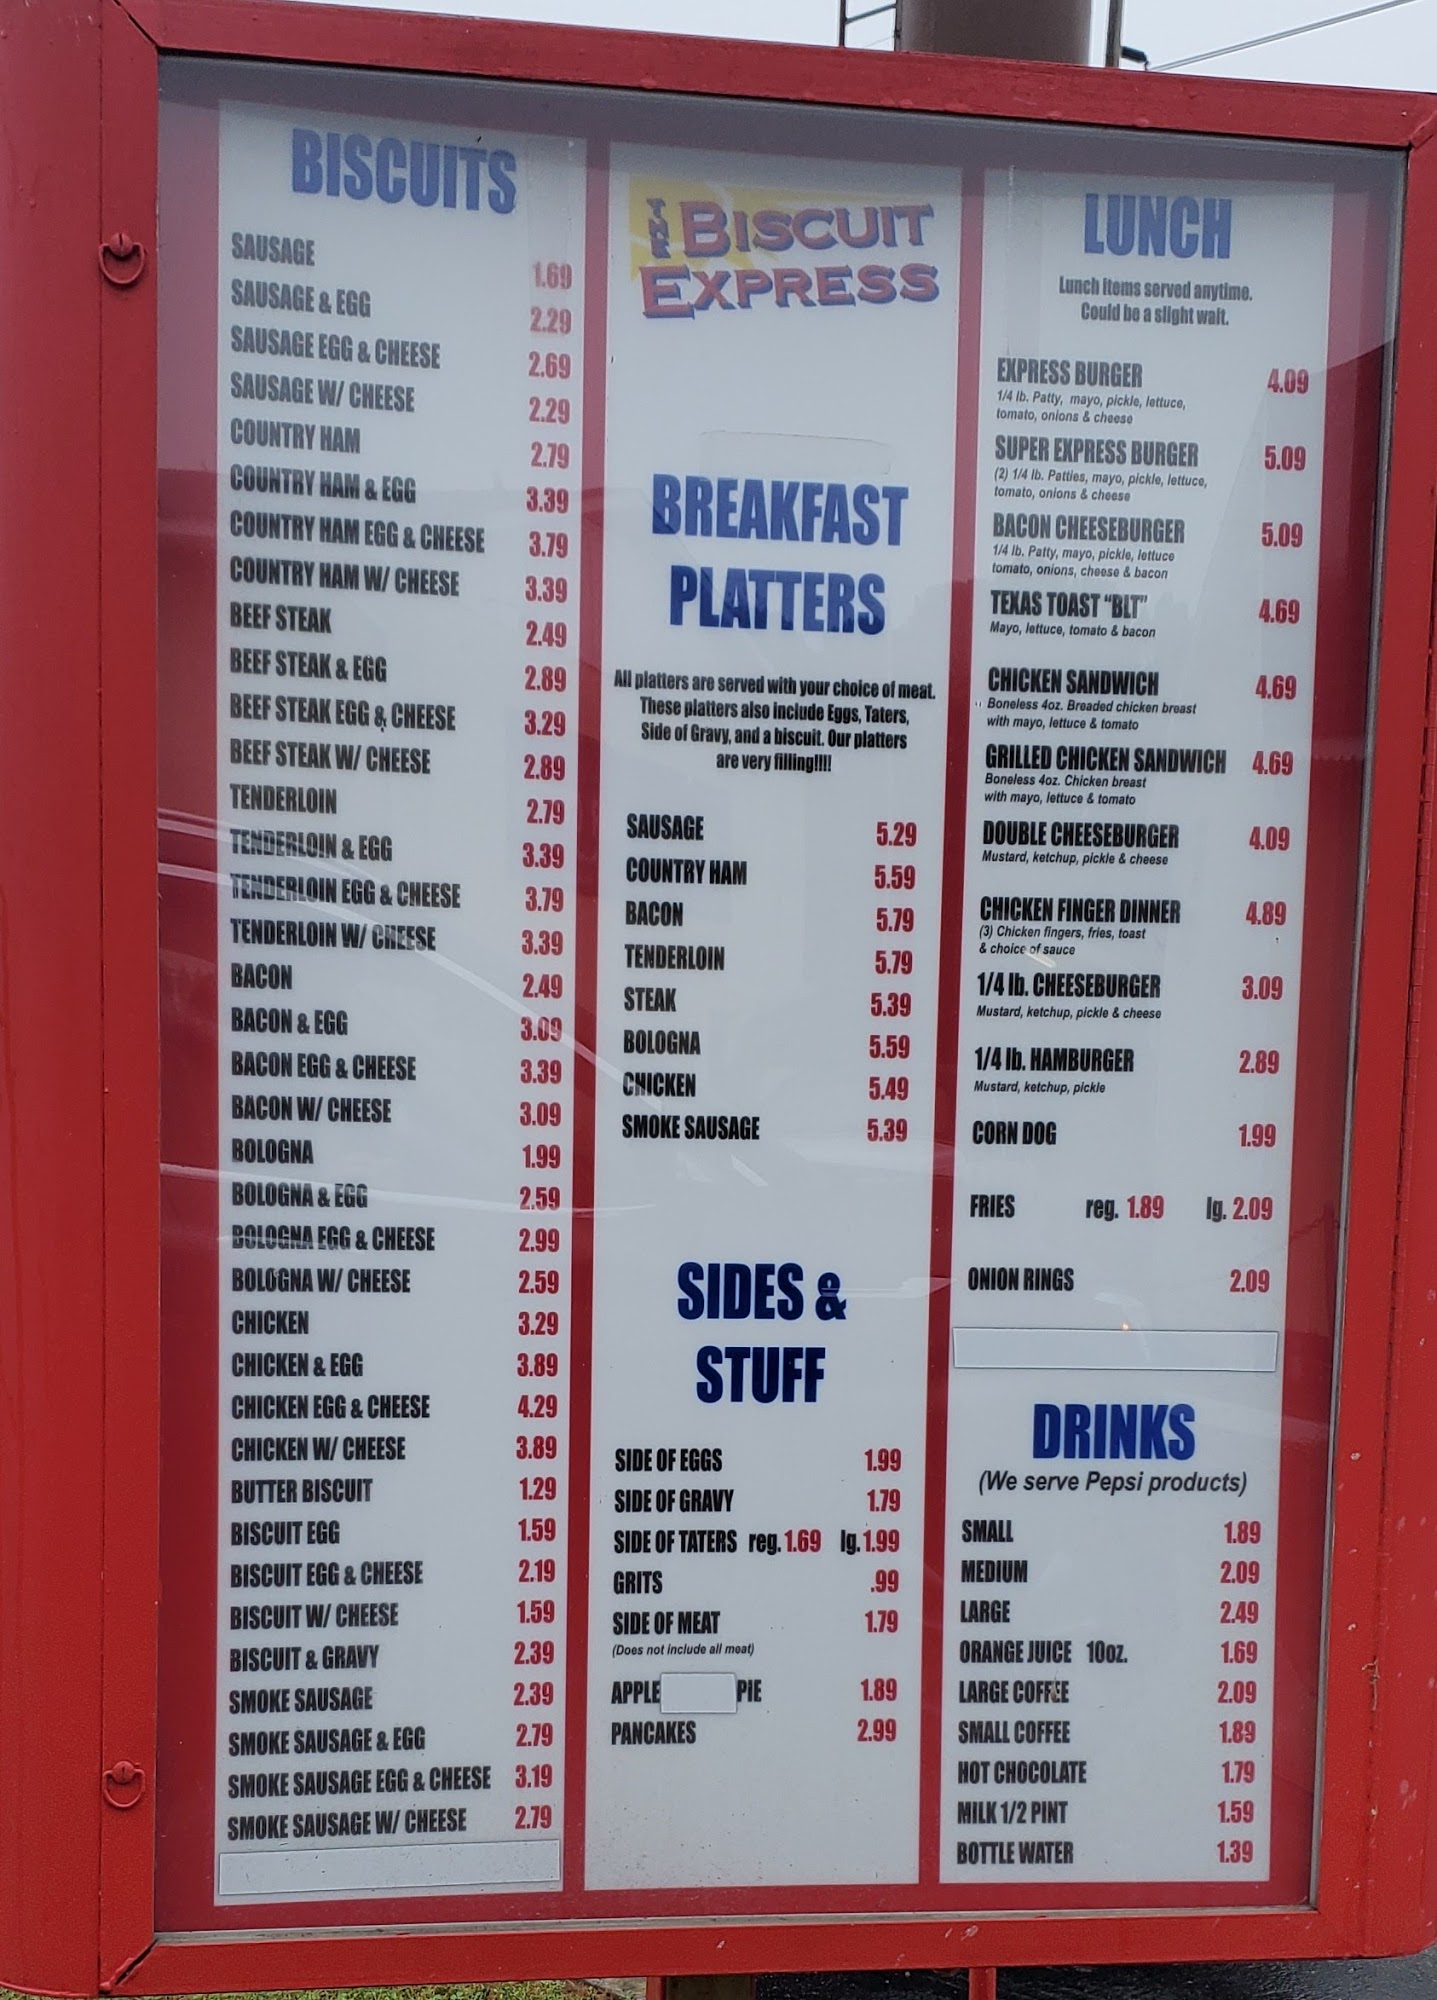 BISCUITS
SAUSAGE 1.69
SAUSAGE & EGG 2.29
SAUSAGE EGG & CHEESE 2.69
SAUSAGE W/ CHEESE 2.29
COUNTRY HAM 2.79
COUNTRY HAM & EGG 3.39
COUNTRY HAM EGG & CHEESE 3.79
COUNTRY HAM W/ CHEESE 3.39
BEEF STEAK 2.49
BEEF STEAK & EGG 2.89
BEEF STEAK EGG & CHEESE 3.29
BEEF STEAK W/ CHEESE 2.89
TENDERLOIN 2.79
TENDERLOIN & EGG 3.39
TENDERLOIN EGG & CHEESE 3.79
TENDERLOIN W/ CHEESE 3.39
BACON 2.49
BACON & EGG 3.09
BACON EGG & CHEESE 3.39
BACON W/ CHEESE 3.09
BOLOGNA 1.99
BOLOGNA & EGG 2.59
BOLOGNA EGG & CHEESE 2.99
BOLOGNA W/ CHEESE 2.59
CHICKEN 3.29
CHICKEN & EGG 3.89
CHICKEN EGG & CHEESE 4.29
CHICKEN W/ CHEESE 3.89
BUTTER BISCUIT 1.29
BISCUIT EGG 1.59
BISCUIT EGG & CHEESE 2.19
BISCUIT W/ CHEESE 1.59
BISCUIT & GRAVY 2.39
SMOKE SAUSAGE 2.39
SMOKE SAUSAGE & EGG 2.79
SMOKE SAUSAGE EGG & CHEESE 3.19
SMOKE SAUSAGE W/ CHEESE 2.79
THE BISCUIT
EXPRESS
BREAKFAST
PLATTERS
All platters are served with your choice of meat.
These platters also include Eggs, Taters,
Side of Gravy, and a biscuit. Our platters
are very filling!!!!
SAUSAGE 5.29
COUNTRY HAM 5.59
BACON 5.79
TENDERLOIN 5.79
STEAK 5.39
BOLOGNA 5.59
CHICKEN 5.49
SMOKE SAUSAGE 5.39
SIDES &
STUFF
SIDE OF EGGS 1.99
SIDE OF GRAVY 1.79
SIDE OF TATERS reg. 1.69 lg. 1.99
GRITS .99
SIDE OF MEAT 1.79
(Does not include all meat)
APPLE PiE 1.89
PANCAKES 2.99
LUNCH
Lunch items served anytime.
Could be a slight wait.
EXPRESS BURGER 4.09
1/4 lb. Patty, mayo, pickle, lettuce,
tomato, onions & cheese
SUPER EXPRESS BURGER 5.09
(2) 1/4 lb. Patties, mayo, pickle, lettuce,
tomato, onions & cheese
BACON CHEESEBURGER 5.09
1/4 lb. Patty, mayo, pickle, lettuce
tomato, onions, cheese & bacon
TEXAS TOAST "BLT" 4.69
Mayo, lettuce, tomato & bacon
CHICKEN SANDWICH 4.69
Boneless 4oz. Breaded chicken breast
with mayo, lettuce & tomato
GRILLED CHICKEN SANDWICH 4.69
Boneless 4oz. Chicken breast
with mayo, lettuce & tomato
DOUBLE CHEESEBURGER 4.09
Mustard, ketchup, pickle & cheese
CHICKEN FINGER DINNER 4.89
(3) Chicken fingers, fries, toast
& choice of sauce
1/4 lb. CHEESEBURGER 3.09
Mustard, ketchup, pickle & cheese
1/4 lb. HAMBURGER 2.89
Mustard, ketchup, pickle
CORN DOG 1.99
FRIES reg. 1.89 lg. 2.09
ONION RINGS 2.09
DRINKS
(We serve Pepsi products)
SMALL 1.89
MEDIUM 2.09
LARGE 2.49
ORANGE JUICE 10oz. 1.69
LARGE COFFEE 2.09
SMALL COFFEE 1.89
HOT CHOCOLATE 1.79
MILK 1/2 PINT 1.59
BOTTLE WATER 1.39